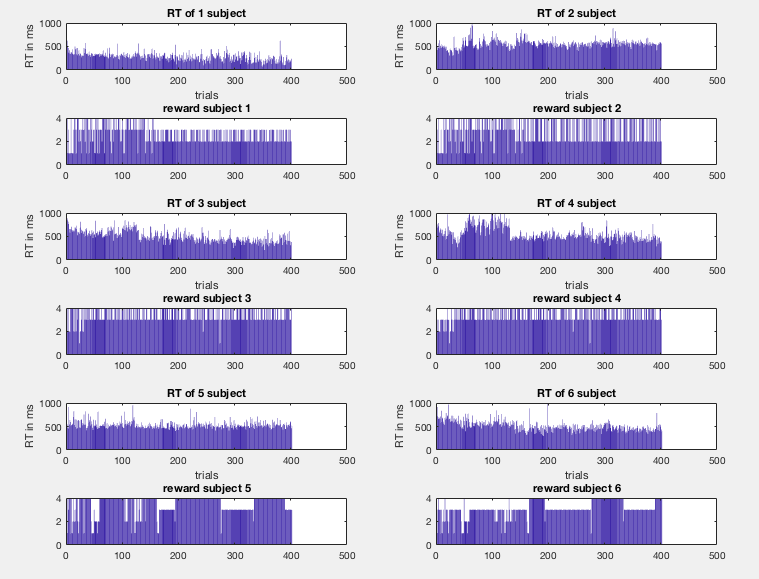 RT of 1 subject
RT of 2 subject
RT in ms
1000
500
0
0 100 200 300 400 500
trials
RT in ms
1000
500
0
0 100 200 300 400 500
trials
reward subject 1
reward subject 2
4
2
0
0 100 200 300 400 500
4
2
0
0 100 200 300 400 500
RT of 3 subject
RT of 4 subject
RT in ms
1000
500
0
0 100 200 300 400 500
trials
RT in ms
1000
500
0
0 100 200 300 400 500
trials
reward subject 3
reward subject 4
4
2
0
0 100 200 300 400 500
4
2
0
0 100 200 300 400 500
RT of 5 subject
RT of 6 subject
RT in ms
1000
500
0
0 100 200 300 400 500
trials
RT in ms
1000
500
0
0 100 200 300 400 500
trials
reward subject 5
reward subject 6
4
2
0
0 100 200 300 400 500
4
2
0
0 100 200 300 400 500